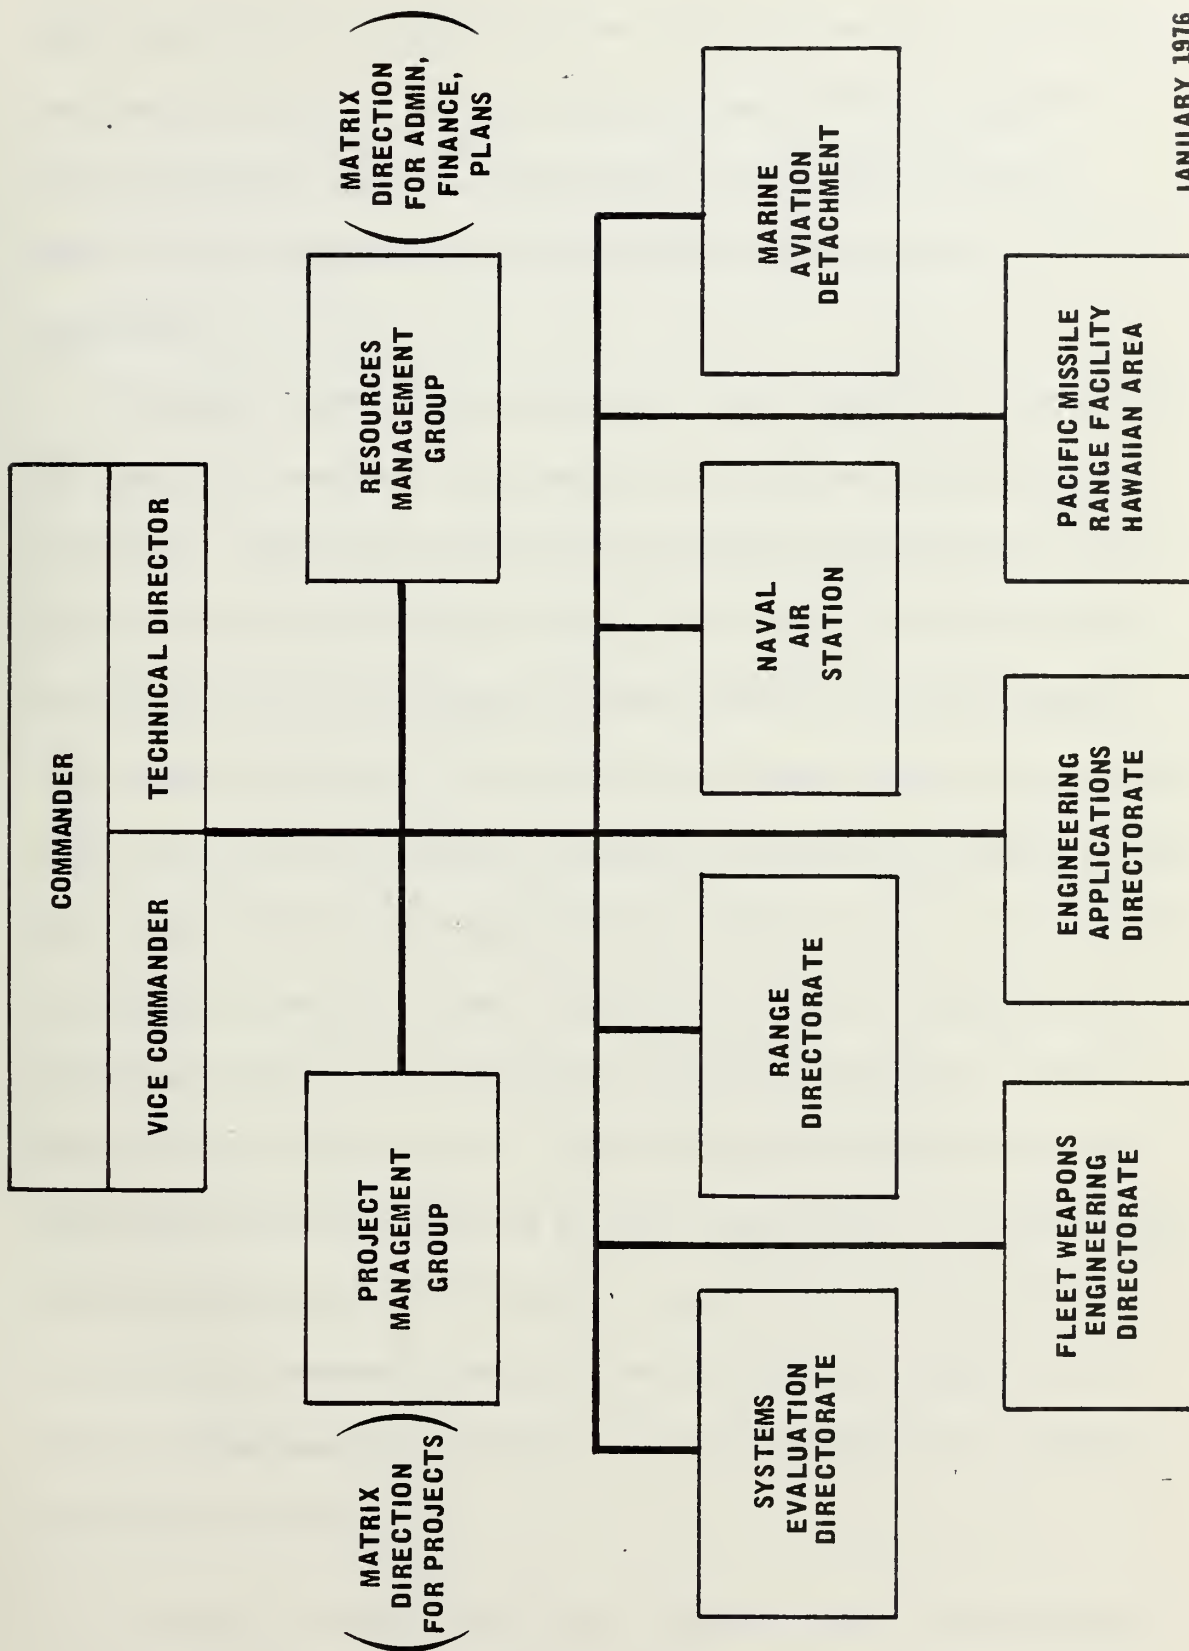 COMMANDER
VICE COMMANDER
TECHNICAL DIRECTOR
(MATRIX
DIRECTION
FOR PROJECTS)
PROJECT
MANAGEMENT
GROUP
RESOURCES
MANAGEMENT
GROUP
(MATRIX
DIRECTION
FOR ADMIN,
FINANCE,
PLANS)
SYSTEMS
EVALUATION
DIRECTORATE
RANGE
DIRECTORATE
NAVAL
AIR
STATION
MARINE
AVIATION
DETACHMENT
FLEET WEAPONS
ENGINEERING
DIRECTORATE
ENGINEERING
APPLICATIONS
DIRECTORATE
PACIFIC MISSILE
RANGE FACILITY
HAWAIIAN AREA
JANUARY 1976